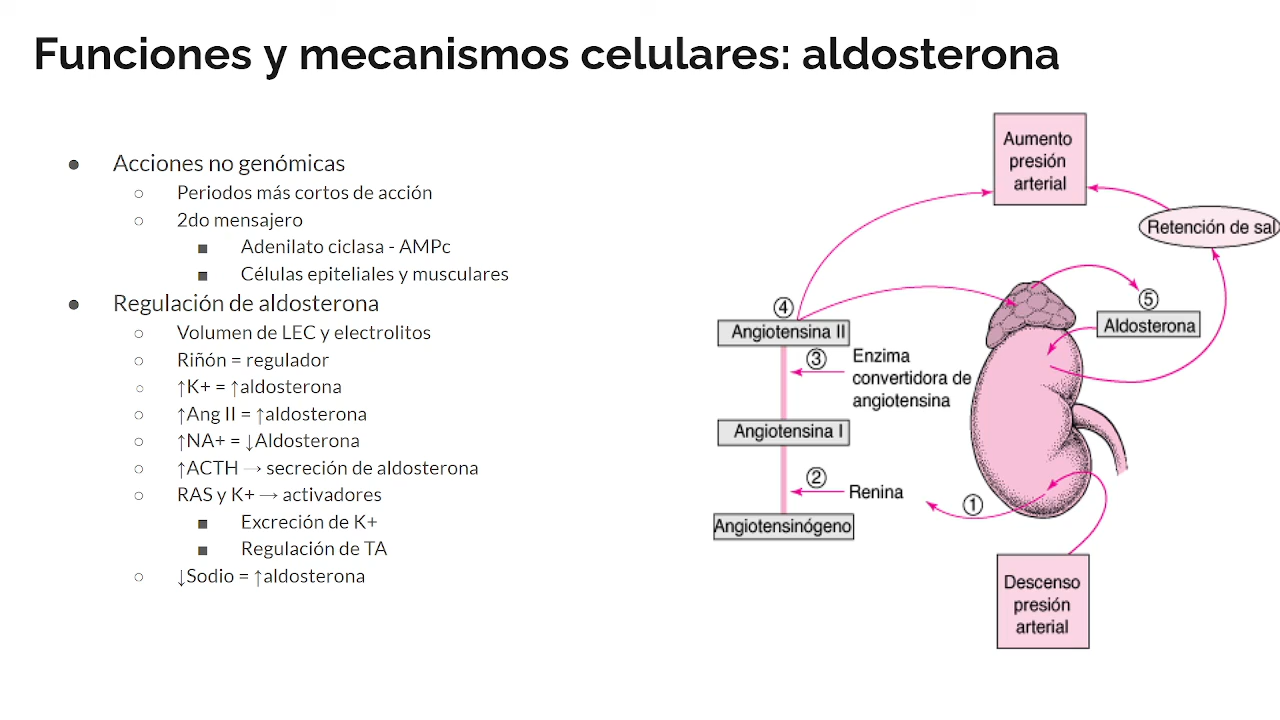 Funciones y mecanismos celulares: aldosterona
● Acciones no genómicas
○ Periodos más cortos de acción
○ 2do mensajero
■ Adenilato ciclasa - AMPc
■ Células epiteliales y musculares
● Regulación de aldosterona
○ Volumen de LEC y electrolitos
○ Riñón = regulador
○ ↑K+ = ↑aldosterona
○ ↑Ang II = ↑aldosterona
○ ↑NA+ = ↓Aldosterona
○ ↑ACTH → secreción de aldosterona
○ RAS y K+ → activadores
■ Excreción de K+
■ Regulación de TA
○ ↓Sodio = ↑aldosterona
Aumento
presión
arterial
Retención de sal
④
Angiotensina II
③
Enzima
convertidora de
angiotensina
⑤
Aldosterona
Angiotensina I
②
Renina
①
Angiotensinógeno
Descenso
presión
arterial